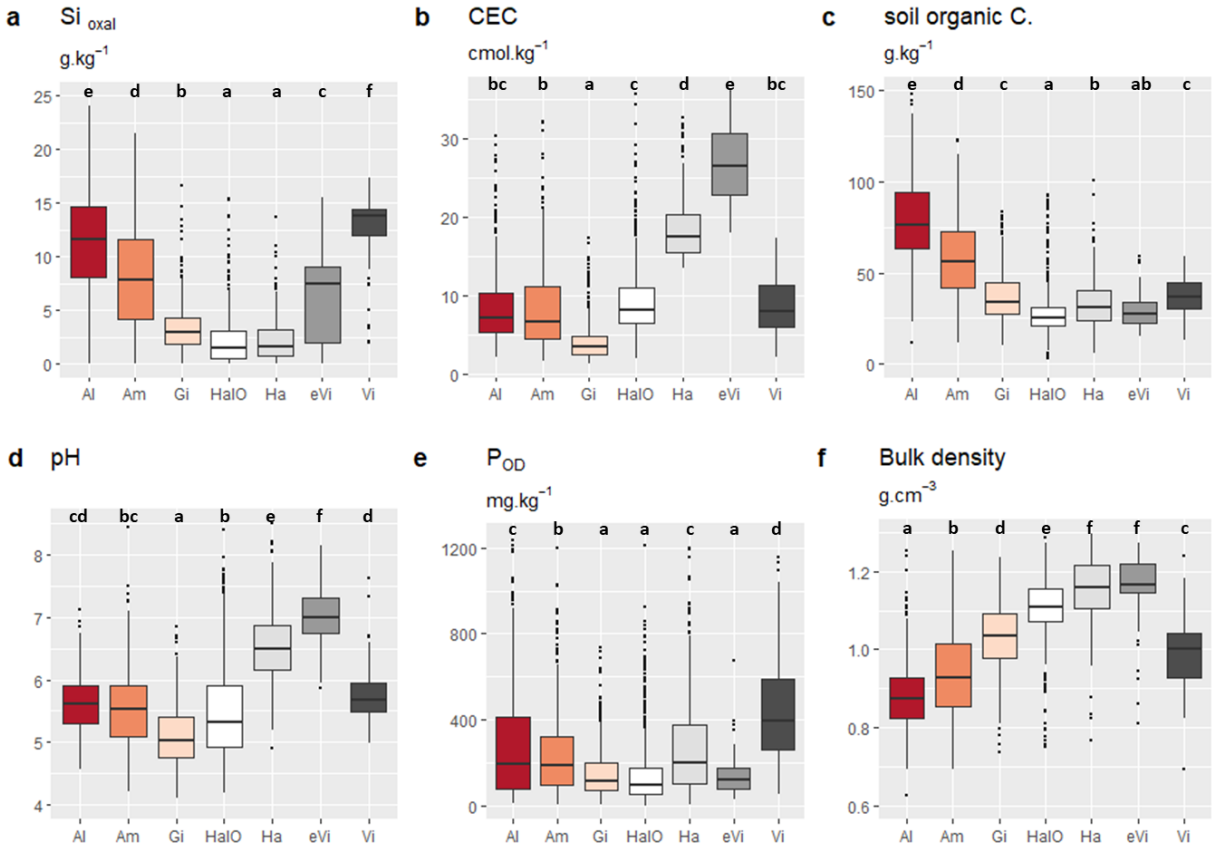 a Si oxal
g.kg⁻¹
e d b a a c f
25
20
15
10
5
0
Al Am Gi HalO Ha eVi Vi
b CEC
cmol.kg⁻¹
bc b a c d e bc
30
20
10
0
Al Am Gi HalO Ha eVi Vi
c soil organic C.
g.kg⁻¹
e d c a b ab c
150
100
50
0
Al Am Gi HalO Ha eVi Vi
d pH
cd bc a b e f d
8
7
6
5
4
Al Am Gi HalO Ha eVi Vi
e P OD
mg.kg⁻¹
c b a a c a d
1200
800
400
0
Al Am Gi HalO Ha eVi Vi
f Bulk density
g.cm⁻³
a b d e f f c
1.2
1.0
0.8
0.6
Al Am Gi HalO Ha eVi Vi